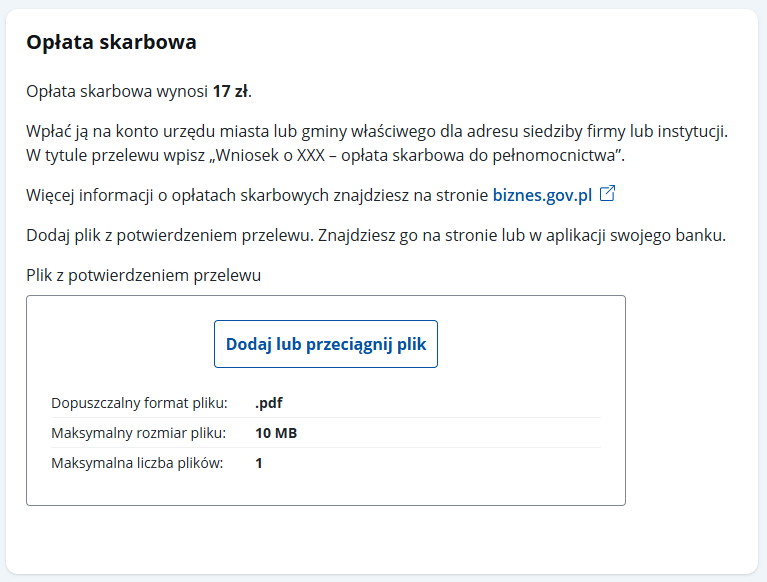 Opłata skarbowa
Opłata skarbowa wynosi 17 zł.
Wpłać ją na konto urzędu miasta lub gminy właściwego dla adresu siedziby firmy lub instytucji.
W tytule przelewu wpisz „Wniosek o XXX – opłata skarbowa do pełnomocnictwa”.
Więcej informacji o opłatach skarbowych znajdziesz na stronie biznes.gov.pl
Dodaj plik z potwierdzeniem przelewu. Znajdziesz go na stronie lub w aplikacji swojego banku.
Plik z potwierdzeniem przelewu
Dodaj lub przeciągnij plik
Dopuszczalny format pliku: .pdf
Maksymalny rozmiar pliku: 10 MB
Maksymalna liczba plików: 1